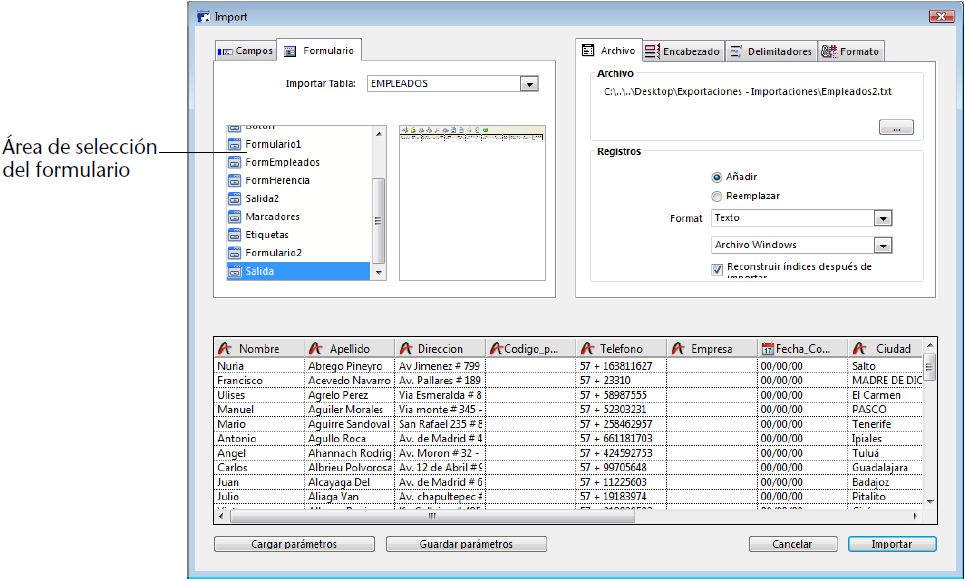 Import
Campos
Formulario
Importar Tabla: EMPLEADOS
Formulario1
FormEmpleados
FormHerencia
Salida2
Marcadores
Etiquetas
Formulario2
Salida
Área de selección
del formulario
Archivo
Encabezado
Delimitadores
Formato
Archivo
C:\..\..\Desktop\Exportaciones - Importaciones\Empleados2.txt
...
Registros
Añadir
Reemplazar
Format Texto
Archivo Windows
Reconstruir índices después de
importar
Nombre Apellido Direccion Codigo_p... Telefono Empresa Fecha_Co... Ciudad
Nuria Abrego Pineyro Av Jimenez # 799 57 + 163811627 00/00/00 Salto
Francisco Acevedo Navarro Av. Pallares # 189 57 + 23310 00/00/00 MADRE DE DIC
Ulises Agrelo Perez Via Esmeralda # 8 57 + 58987555 00/00/00 El Carmen
Manuel Aguiler Morales Via monte # 345 - 57 + 52303231 00/00/00 PASCO
Mario Aguirre Sandoval San Rafael 235 # 8 57 + 258462957 00/00/00 Tenerife
Antonio Agullo Roca Av. de Madrid # 4 57 + 661181703 00/00/00 Ipiales
Angel Ahannach Rodrig Av. Moron # 32 - 57 + 424592753 00/00/00 Tuluá
Carlos Albrieu Polvorosa Av. 12 de Abril # 9 57 + 99705648 00/00/00 Guadalajara
Juan Alcayaga Del Av. de Madrid # 6 57 + 11225603 00/00/00 Badajoz
Julio Aliaga Van Av. chapultepec # 57 + 19183974 00/00/00 Pitalito
Cargar parámetros
Guardar parámetros
Cancelar
Importar